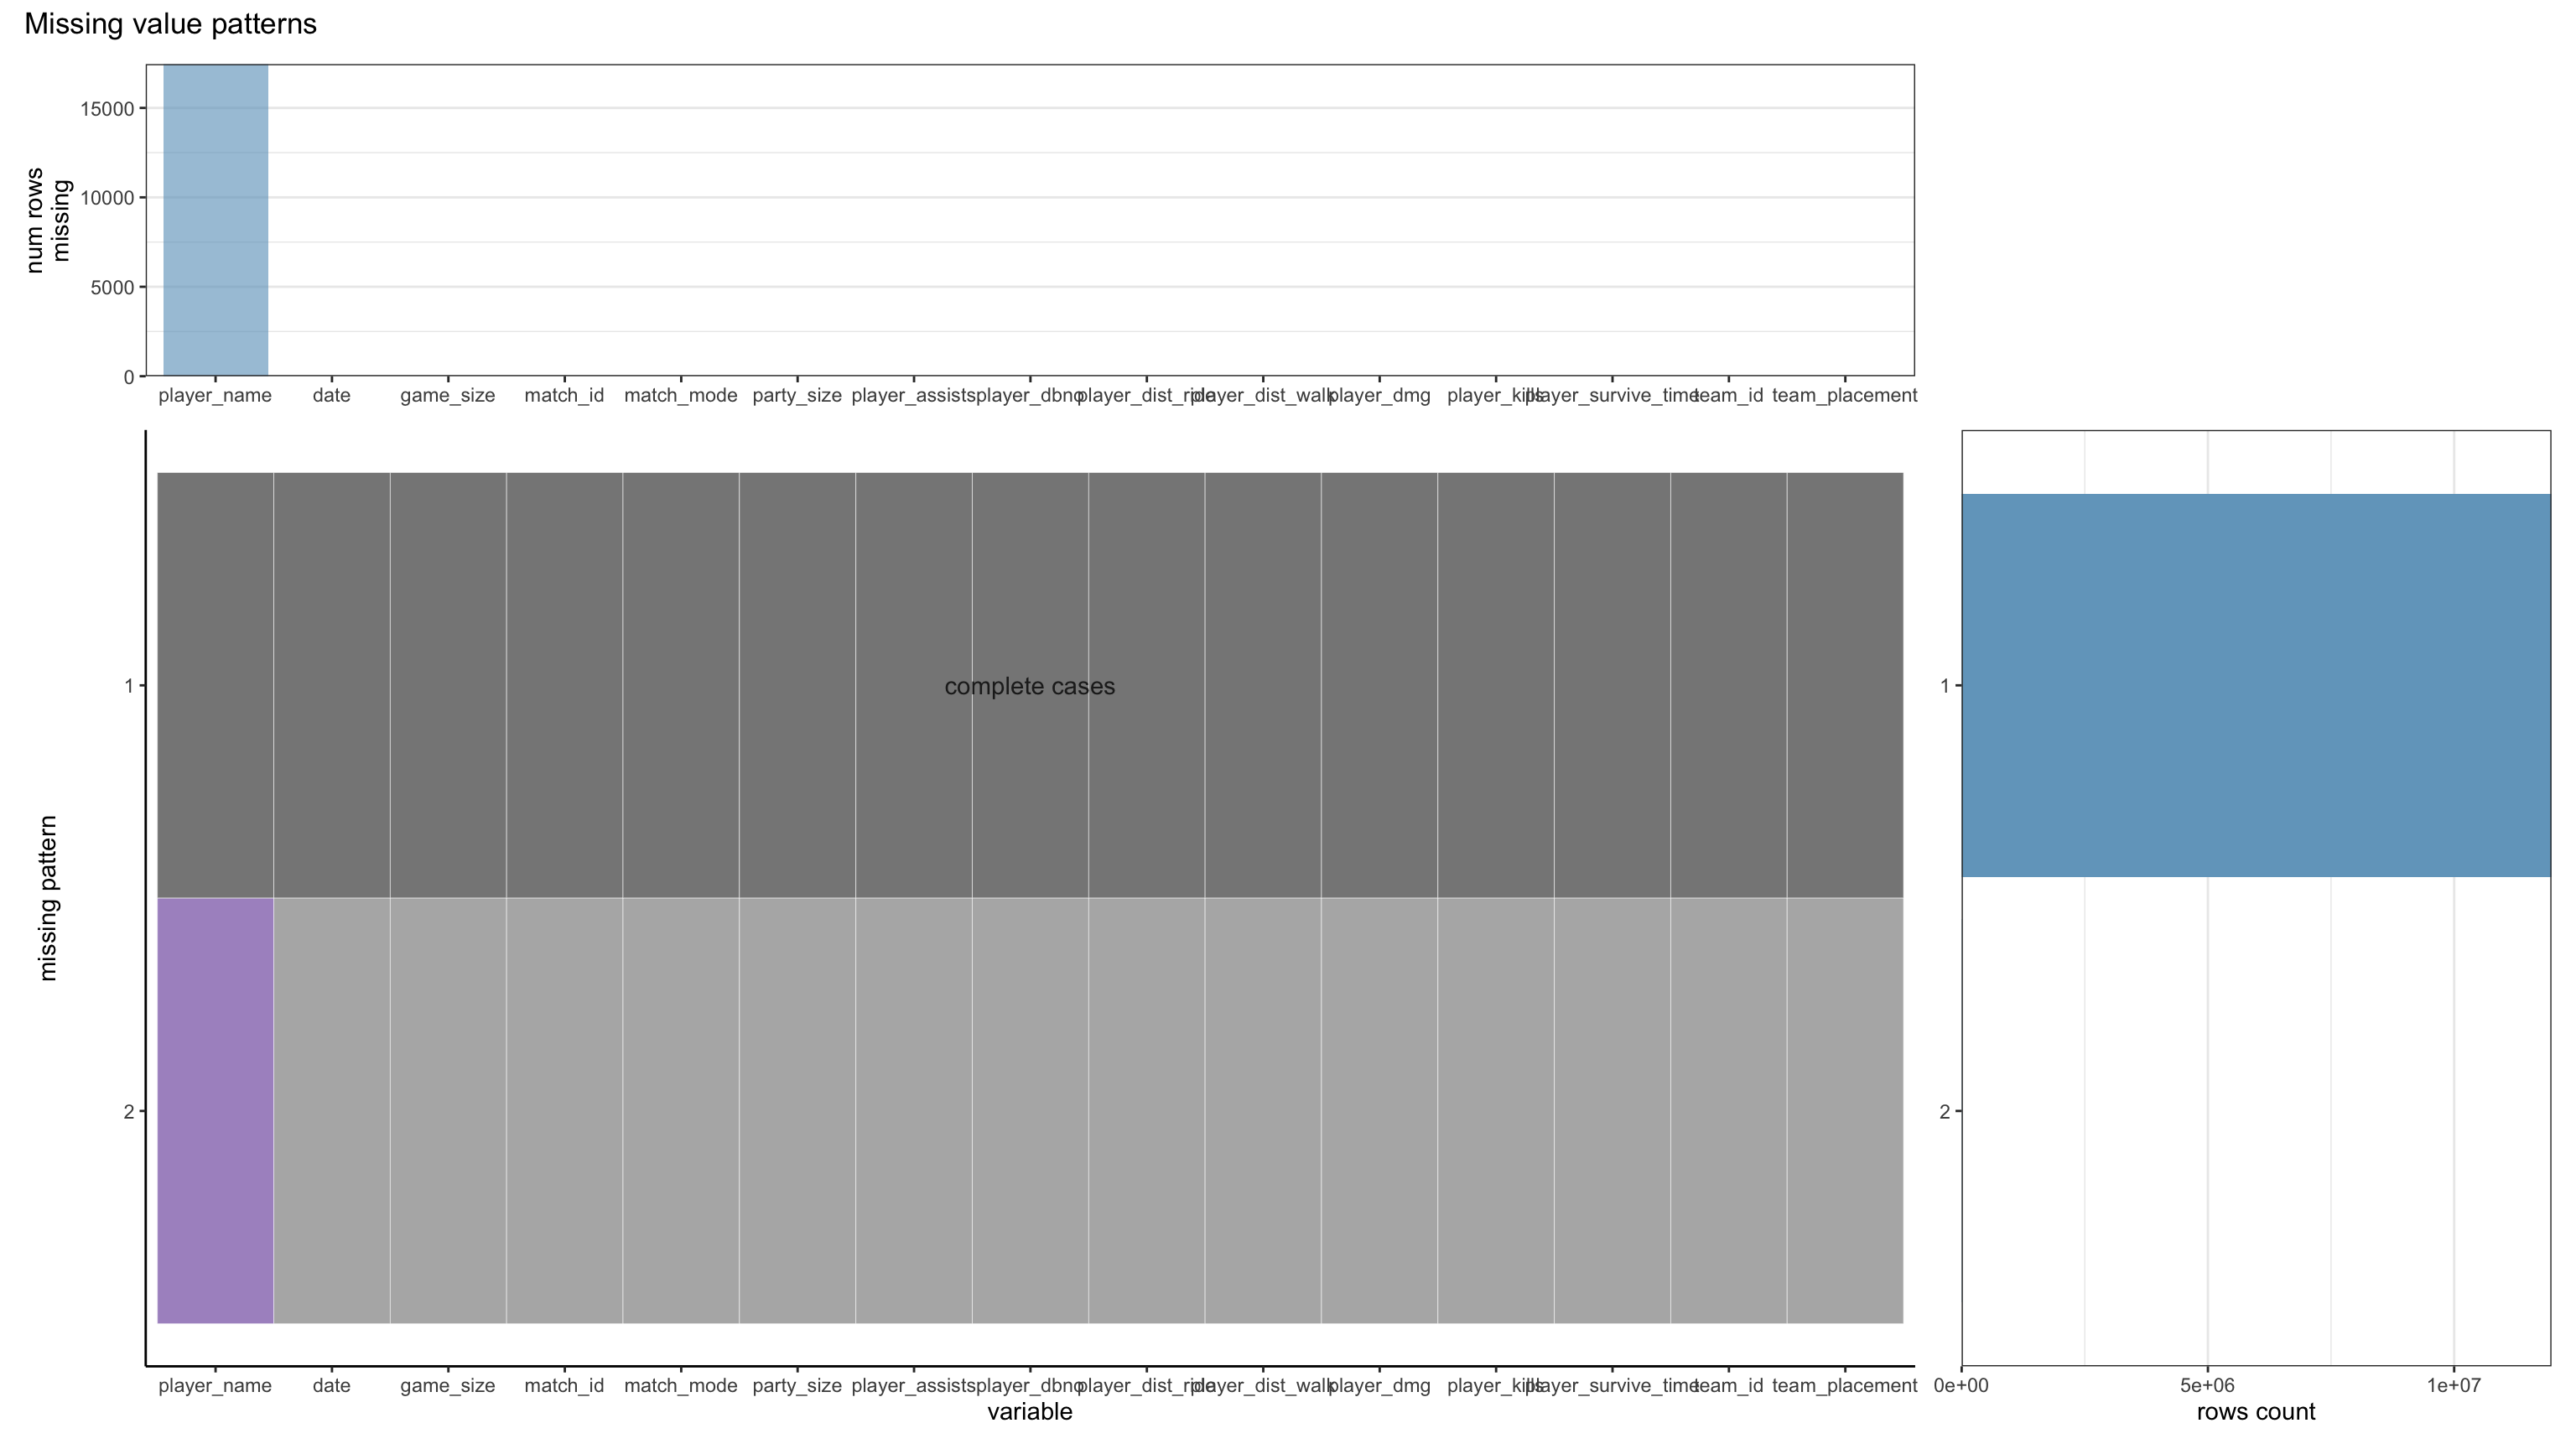 Missing value patterns
num rows
missing
15000
10000
5000
0
player_name date game_size match_id match_mode party_size player_assists player_dbno player_dist_ride player_dist_walk player_dmg player_kills player_survive_time team_id team_placement
missing pattern
1
complete cases
2
player_name date game_size match_id match_mode party_size player_assists player_dbno player_dist_ride player_dist_walk player_dmg player_kills player_survive_time team_id team_placement
variable
1
2
0e+00 5e+06 1e+07
rows count